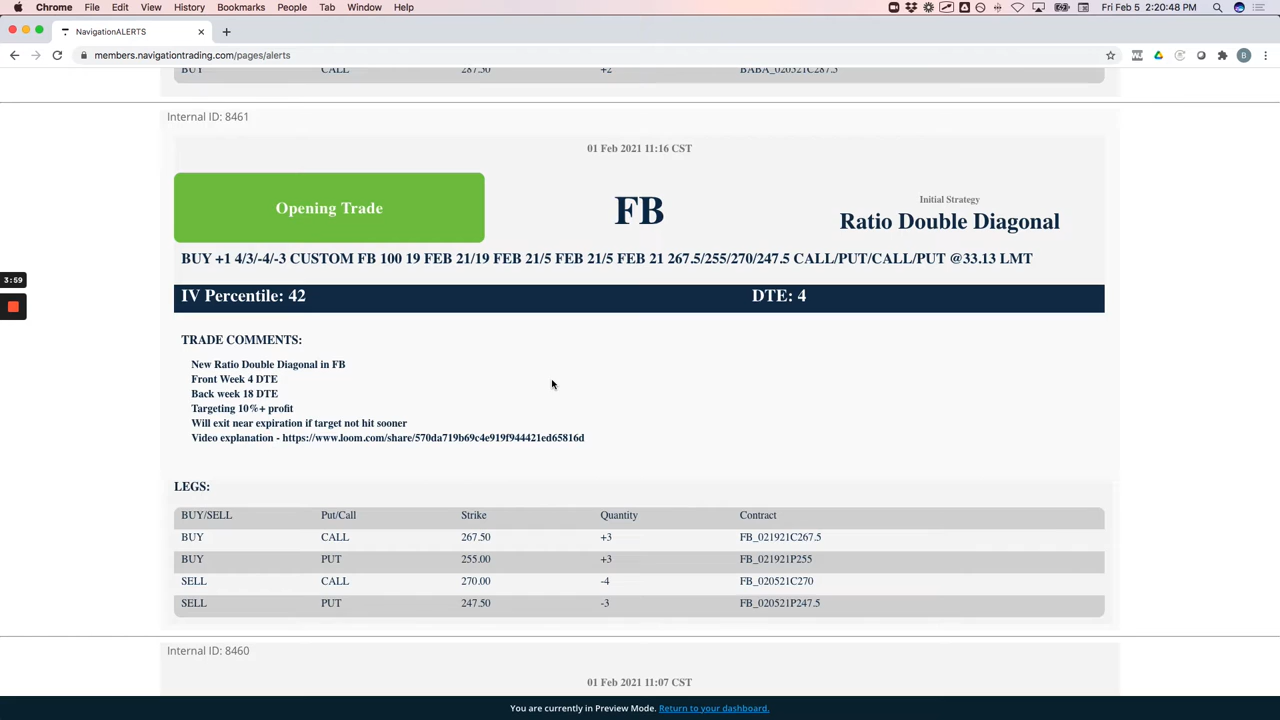 Chrome File Edit View History Bookmarks People Tab Window Help Fri Feb 5 2:20:48 PM
NavigationALERTS
members.navigationtrading.com/pages/alerts
B
BUY CALL 287.50 +2 BABA_020521C287.5
Internal ID: 8461
01 Feb 2021 11:16 CST
Opening Trade
FB
Initial Strategy
Ratio Double Diagonal
BUY +1 4/3/-4/-3 CUSTOM FB 100 19 FEB 21/19 FEB 21/5 FEB 21/5 FEB 21 267.5/255/270/247.5 CALL/PUT/CALL/PUT @33.13 LMT
3:59
IV Percentile: 42 DTE: 4
TRADE COMMENTS:
New Ratio Double Diagonal in FB
Front Week 4 DTE
Back week 18 DTE
Targeting 10%+ profit
Will exit near expiration if target not hit sooner
Video explanation - https://www.loom.com/share/570da719b69c4e919f944421ed65816d
LEGS:
BUY/SELL Put/Call Strike Quantity Contract
BUY CALL 267.50 +3 FB_021921C267.5
BUY PUT 255.00 +3 FB_021921P255
SELL CALL 270.00 -4 FB_020521C270
SELL PUT 247.50 -3 FB_020521P247.5
Internal ID: 8460
01 Feb 2021 11:07 CST
You are currently in Preview Mode. Return to your dashboard.